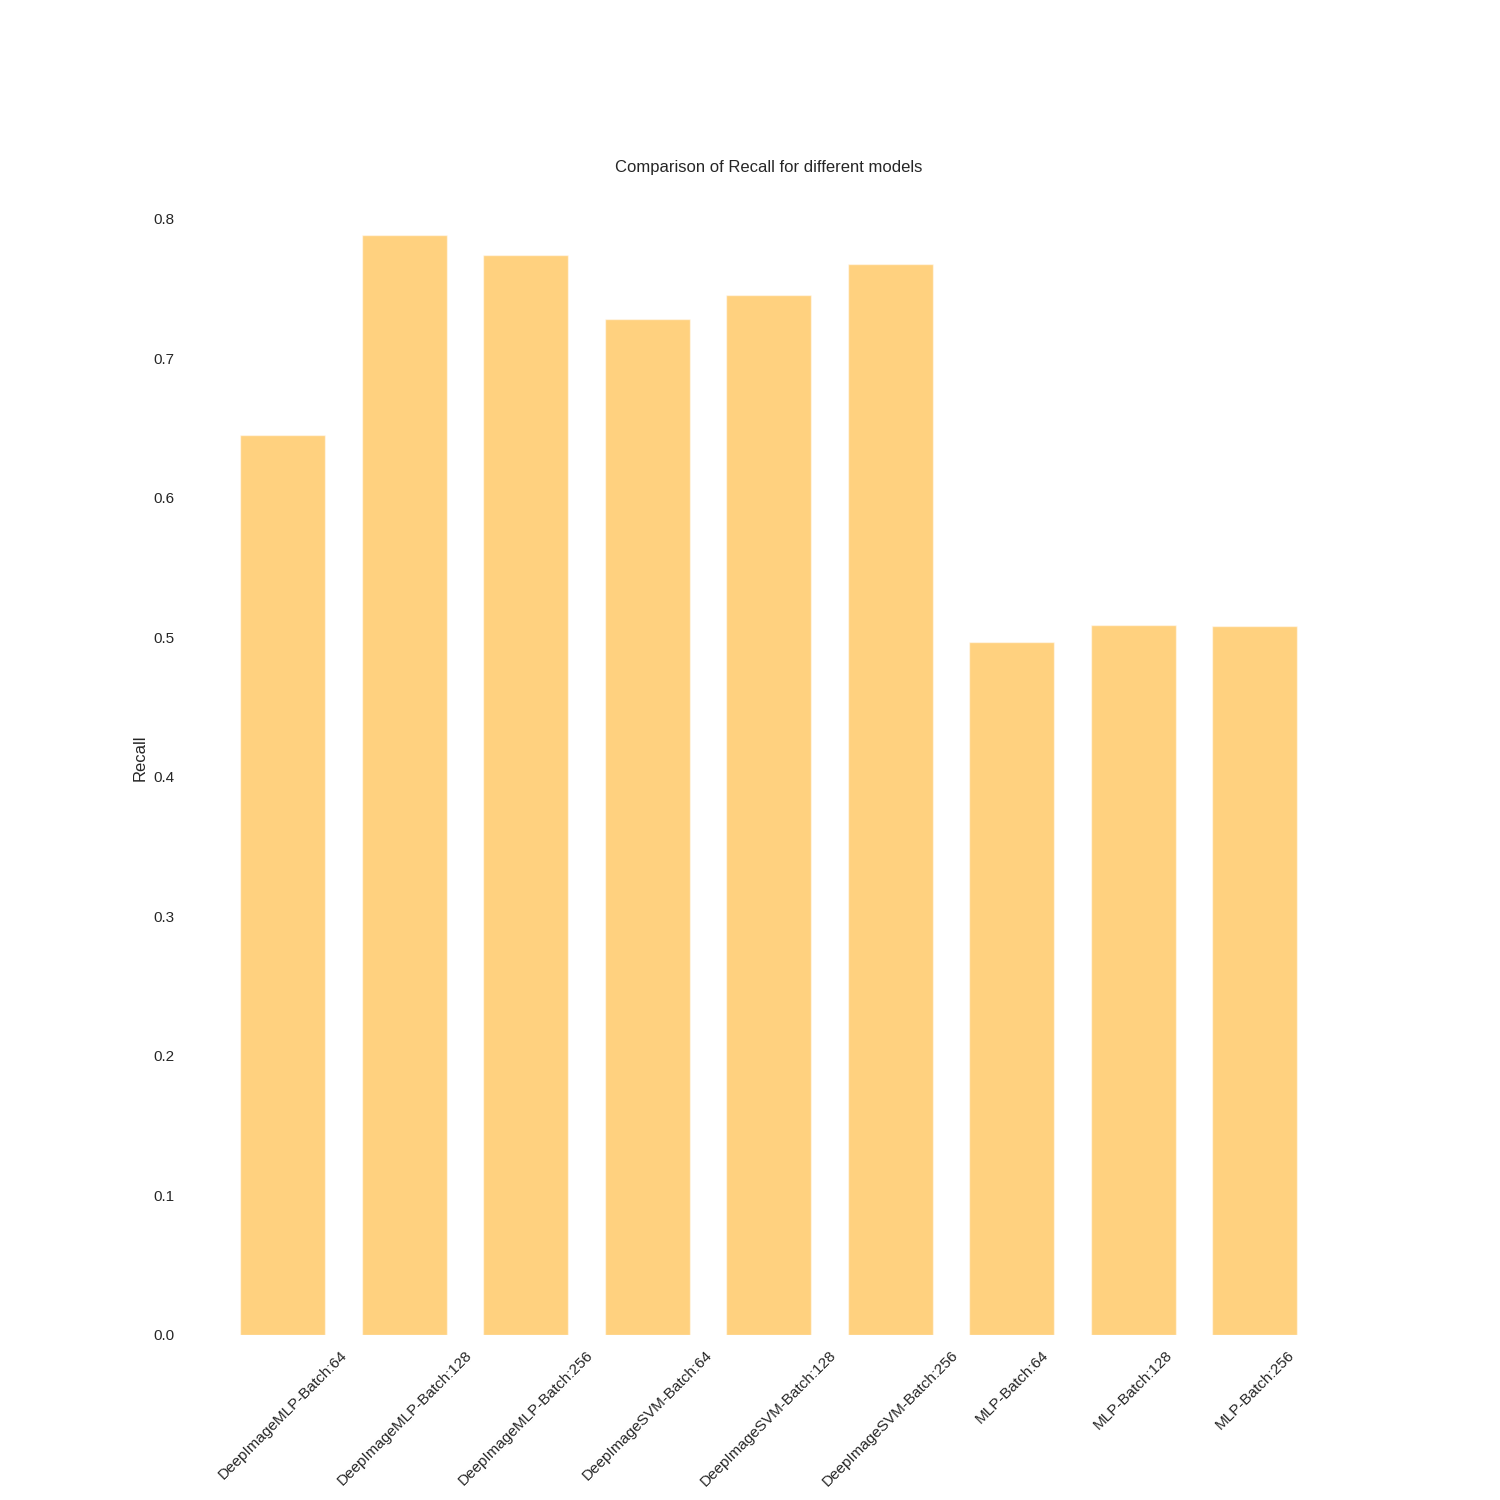 Comparison of Recall for different models
0.8
0.7
0.6
0.5
0.4
0.3
0.2
0.1
0.0
Recall
DeepImageMLP-Batch:64
DeepImageMLP-Batch:128
DeepImageMLP-Batch:256
DeepImageSVM-Batch:64
DeepImageSVM-Batch:128
DeepImageSVM-Batch:256
MLP-Batch:64
MLP-Batch:128
MLP-Batch:256